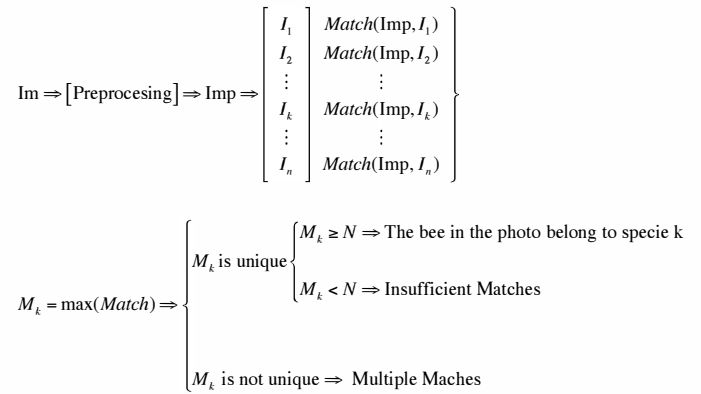 I₁ Match(Imp, I₁)
I₂ Match(Imp, I₂)
⋮ ⋮
Im ⇒ [Preprocesing] ⇒ Imp ⇒ Iₖ Match(Imp, Iₖ)
⋮ ⋮
Iₙ Match(Imp, Iₙ)
Mₖ ≥ N ⇒ The bee in the photo belong to specie k
Mₖ is unique
Mₖ < N ⇒ Insufficient Matches
Mₖ = max(Match) ⇒
Mₖ is not unique ⇒ Multiple Maches